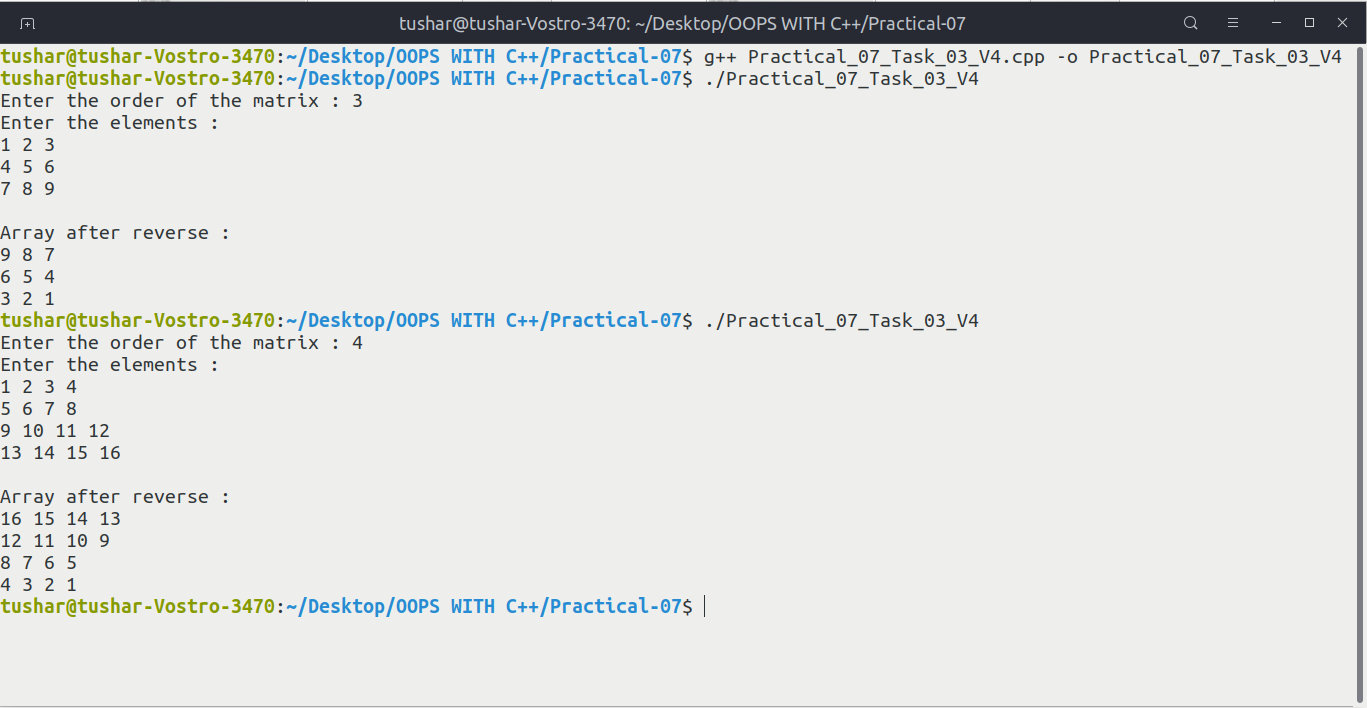 tushar@tushar-Vostro-3470: ~/Desktop/OOPS WITH C++/Practical-07
tushar@tushar-Vostro-3470:~/Desktop/OOPS WITH C++/Practical-07$ g++ Practical_07_Task_03_V4.cpp -o Practical_07_Task_03_V4
tushar@tushar-Vostro-3470:~/Desktop/OOPS WITH C++/Practical-07$ ./Practical_07_Task_03_V4
Enter the order of the matrix : 3
Enter the elements :
1 2 3
4 5 6
7 8 9

Array after reverse :
9 8 7
6 5 4
3 2 1
tushar@tushar-Vostro-3470:~/Desktop/OOPS WITH C++/Practical-07$ ./Practical_07_Task_03_V4
Enter the order of the matrix : 4
Enter the elements :
1 2 3 4
5 6 7 8
9 10 11 12
13 14 15 16

Array after reverse :
16 15 14 13
12 11 10 9
8 7 6 5
4 3 2 1
tushar@tushar-Vostro-3470:~/Desktop/OOPS WITH C++/Practical-07$